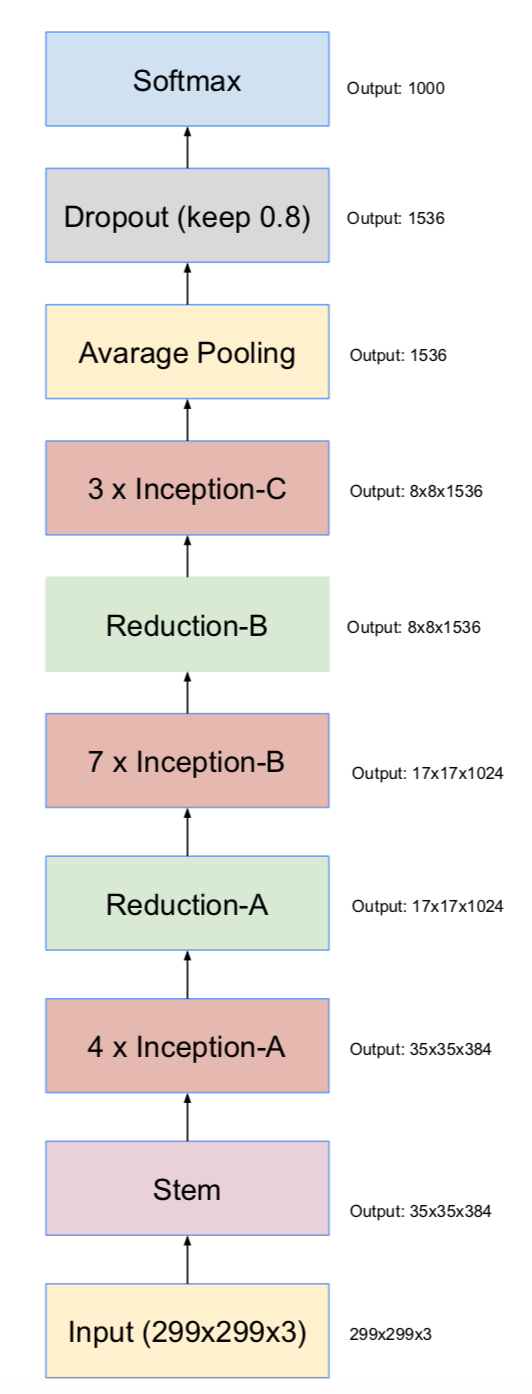 Softmax
Output: 1000
Dropout (keep 0.8)
Output: 1536
Avarage Pooling
Output: 1536
3 x Inception-C
Output: 8x8x1536
Reduction-B
Output: 8x8x1536
7 x Inception-B
Output: 17x17x1024
Reduction-A
Output: 17x17x1024
4 x Inception-A
Output: 35x35x384
Stem
Output: 35x35x384
Input (299x299x3)
299x299x3